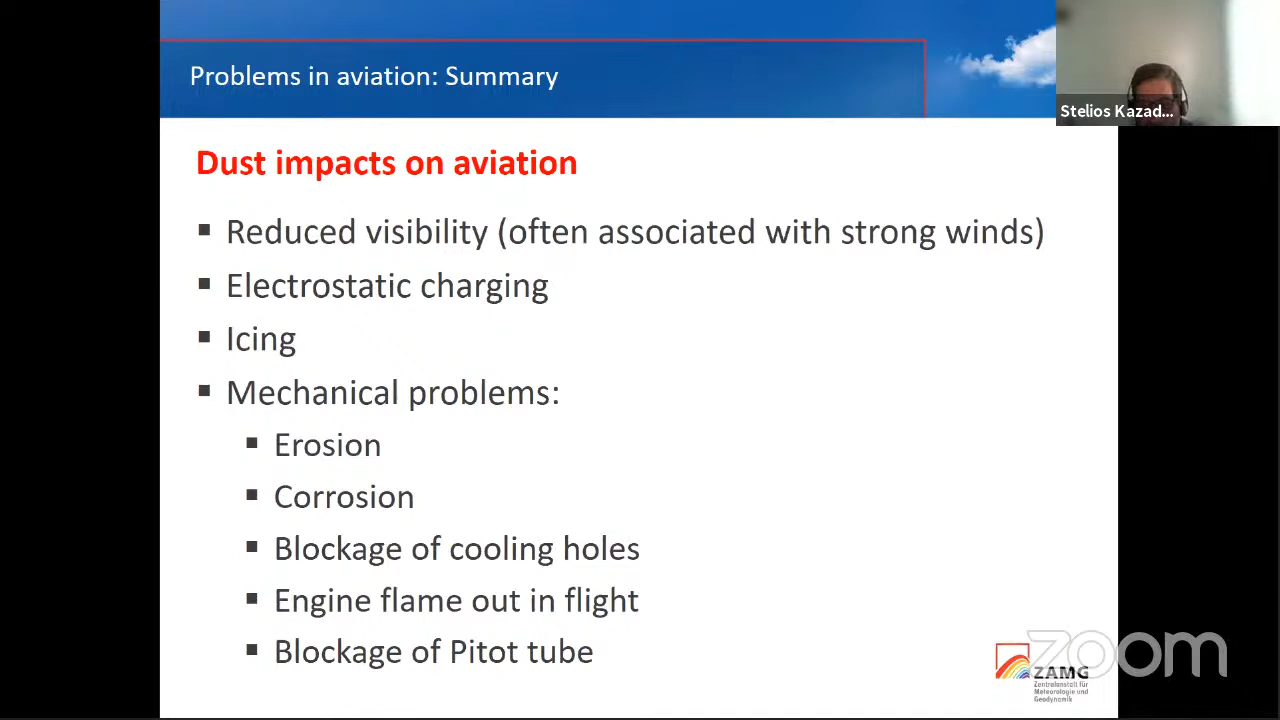 Problems in aviation: Summary
Stelios Kazad...
Dust impacts on aviation
▪ Reduced visibility (often associated with strong winds)
▪ Electrostatic charging
▪ Icing
▪ Mechanical problems:
▪ Erosion
▪ Corrosion
▪ Blockage of cooling holes
▪ Engine flame out in flight
▪ Blockage of Pitot tube
ZAMG
Zentralanstalt für
Meteorologie und
Geodynamik
zoom